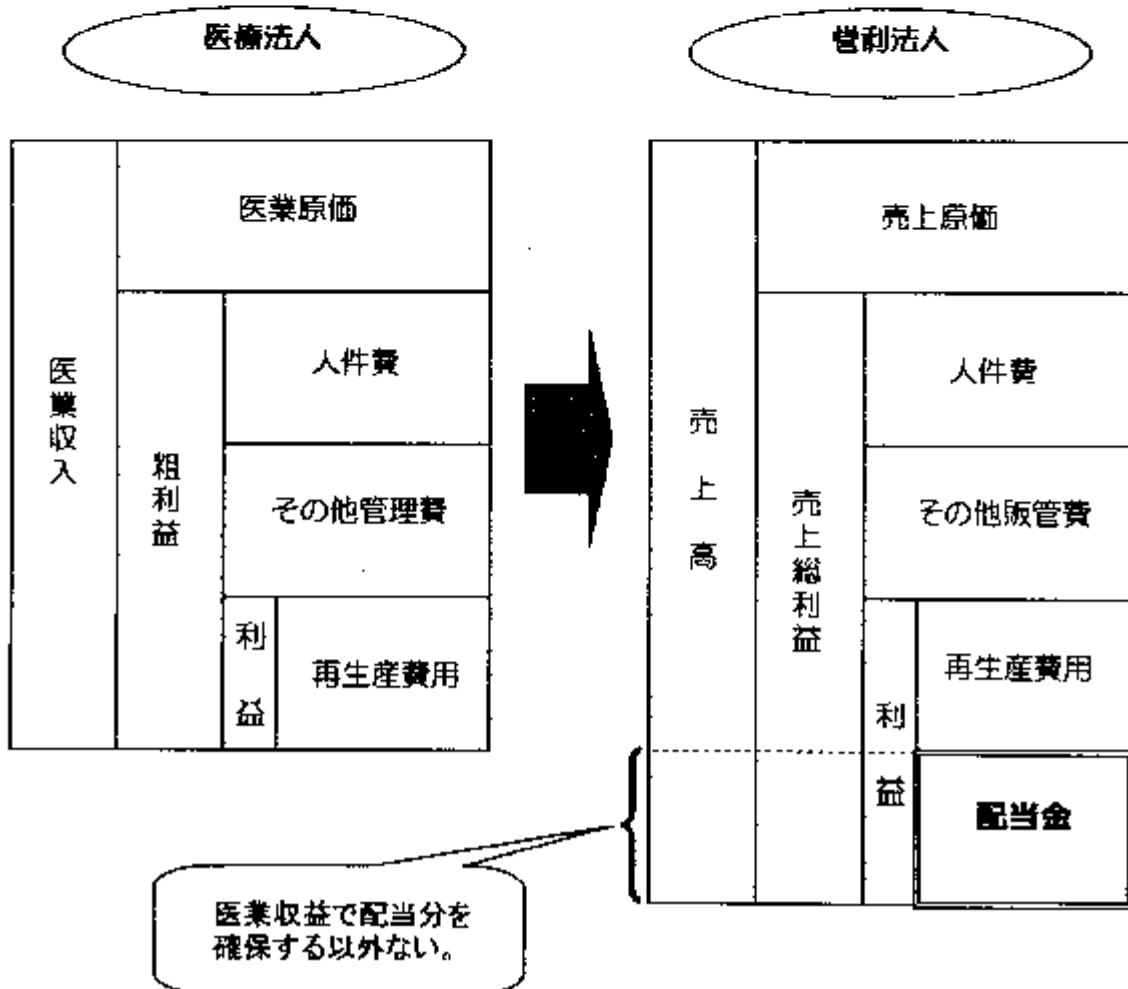 医療法人
医業原価
医業収入
粗利益
人件費
その他管理費
利益
再生産費用
営利法人
売上原価
売上高
売上総利益
人件費
その他販管費
利益
再生産費用
配当金
医業収益で配当分を
確保する以外ない。